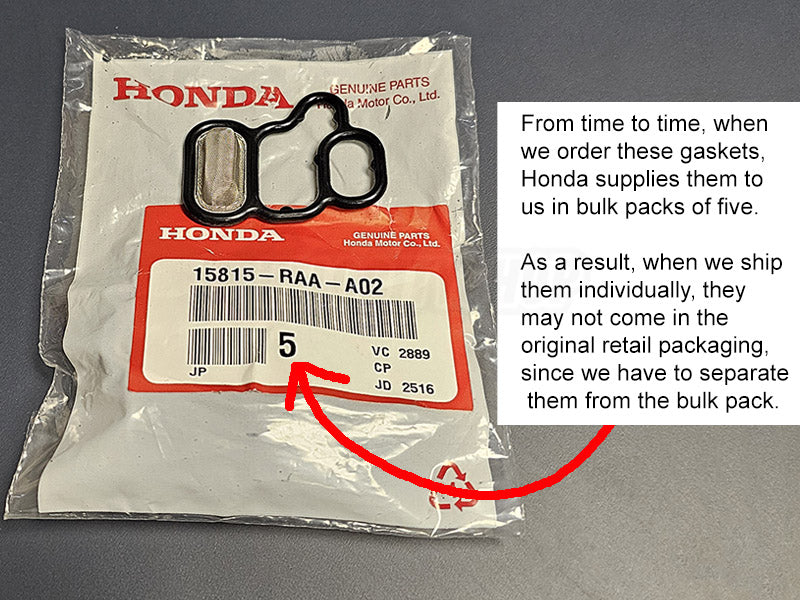 HONDA
GENUINE PARTS
Honda Motor Co., Ltd.
HONDA
GENUINE PARTS
Honda Motor Co., Ltd.
15815-RAA-A02
5
VC 2889
CP
JP
JD 2516
From time to time, when
we order these gaskets,
Honda supplies them to
us in bulk packs of five.
As a result, when we ship
them individually, they
may not come in the
original retail packaging,
since we have to separate
them from the bulk pack.